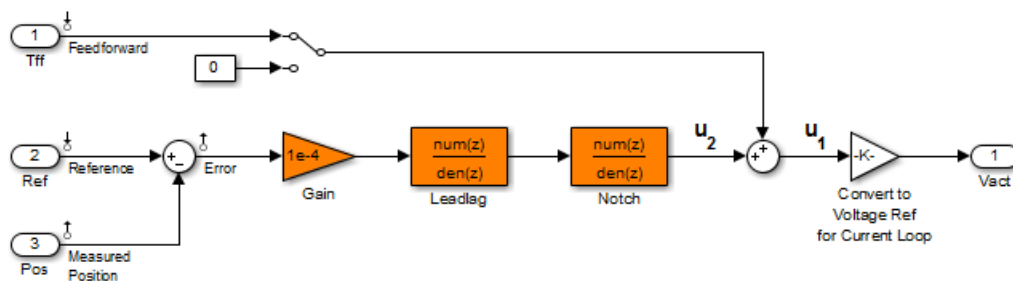 1
Tff
Feedforward
0
2
Ref
Reference
+
−
Error
1e-4
Gain
num(z)
den(z)
Leadlag
num(z)
den(z)
Notch
u2
+
+
u1
-K-
Convert to
Voltage Ref
for Current Loop
1
Vact
3
Pos
Measured
Position